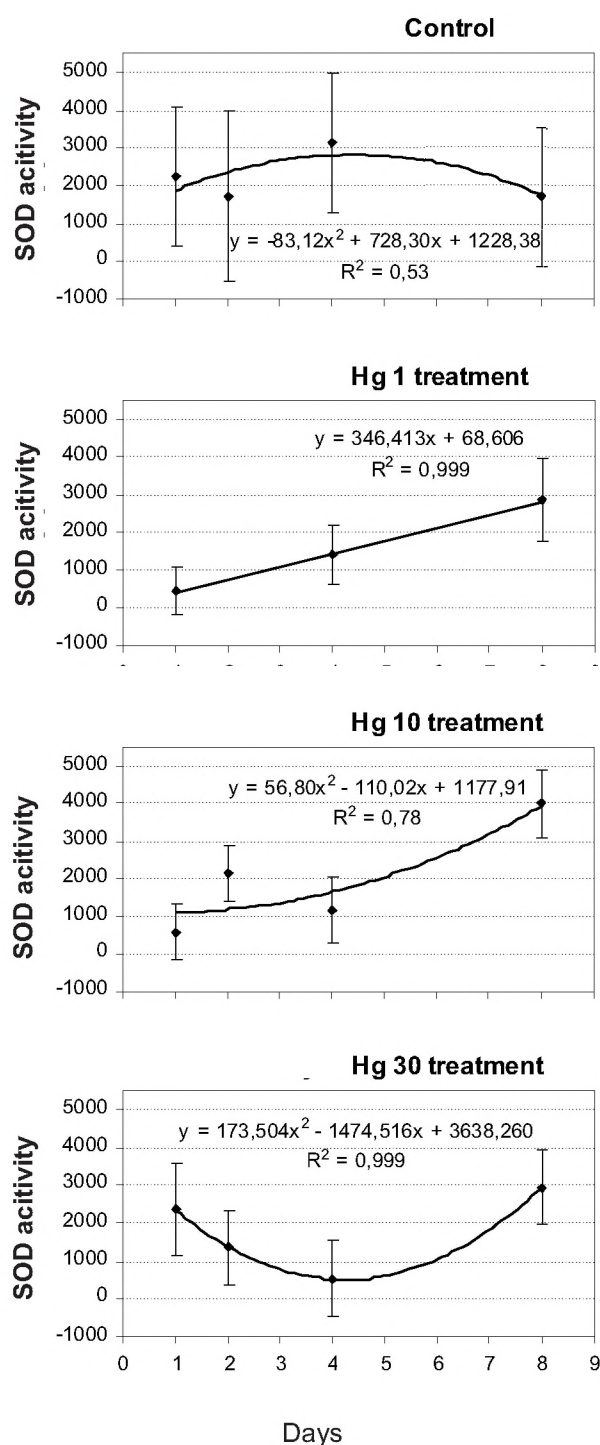 Control
SOD acitivity
5000
4000
3000
2000
1000
0
-1000
y = -83,12x² + 728,30x + 1228,38
R² = 0,53
Hg 1 treatment
SOD acitivity
5000
4000
3000
2000
1000
0
-1000
y = 346,413x + 68,606
R² = 0,999
Hg 10 treatment
SOD acitivity
5000
4000
3000
2000
1000
0
-1000
y = 56,80x² - 110,02x + 1177,91
R² = 0,78
Hg 30 treatment
SOD acitivity
5000
4000
3000
2000
1000
0
-1000
y = 173,504x² - 1474,516x + 3638,260
R² = 0,999
0 1 2 3 4 5 6 7 8 9
Days